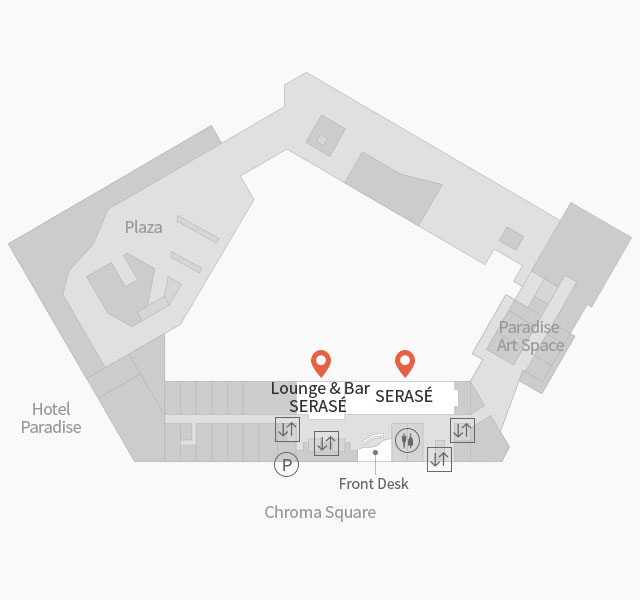 Plaza
Paradise
Art Space
Lounge & Bar
SERASÉ
SERASÉ
Hotel
Paradise
P
Front Desk
Chroma Square